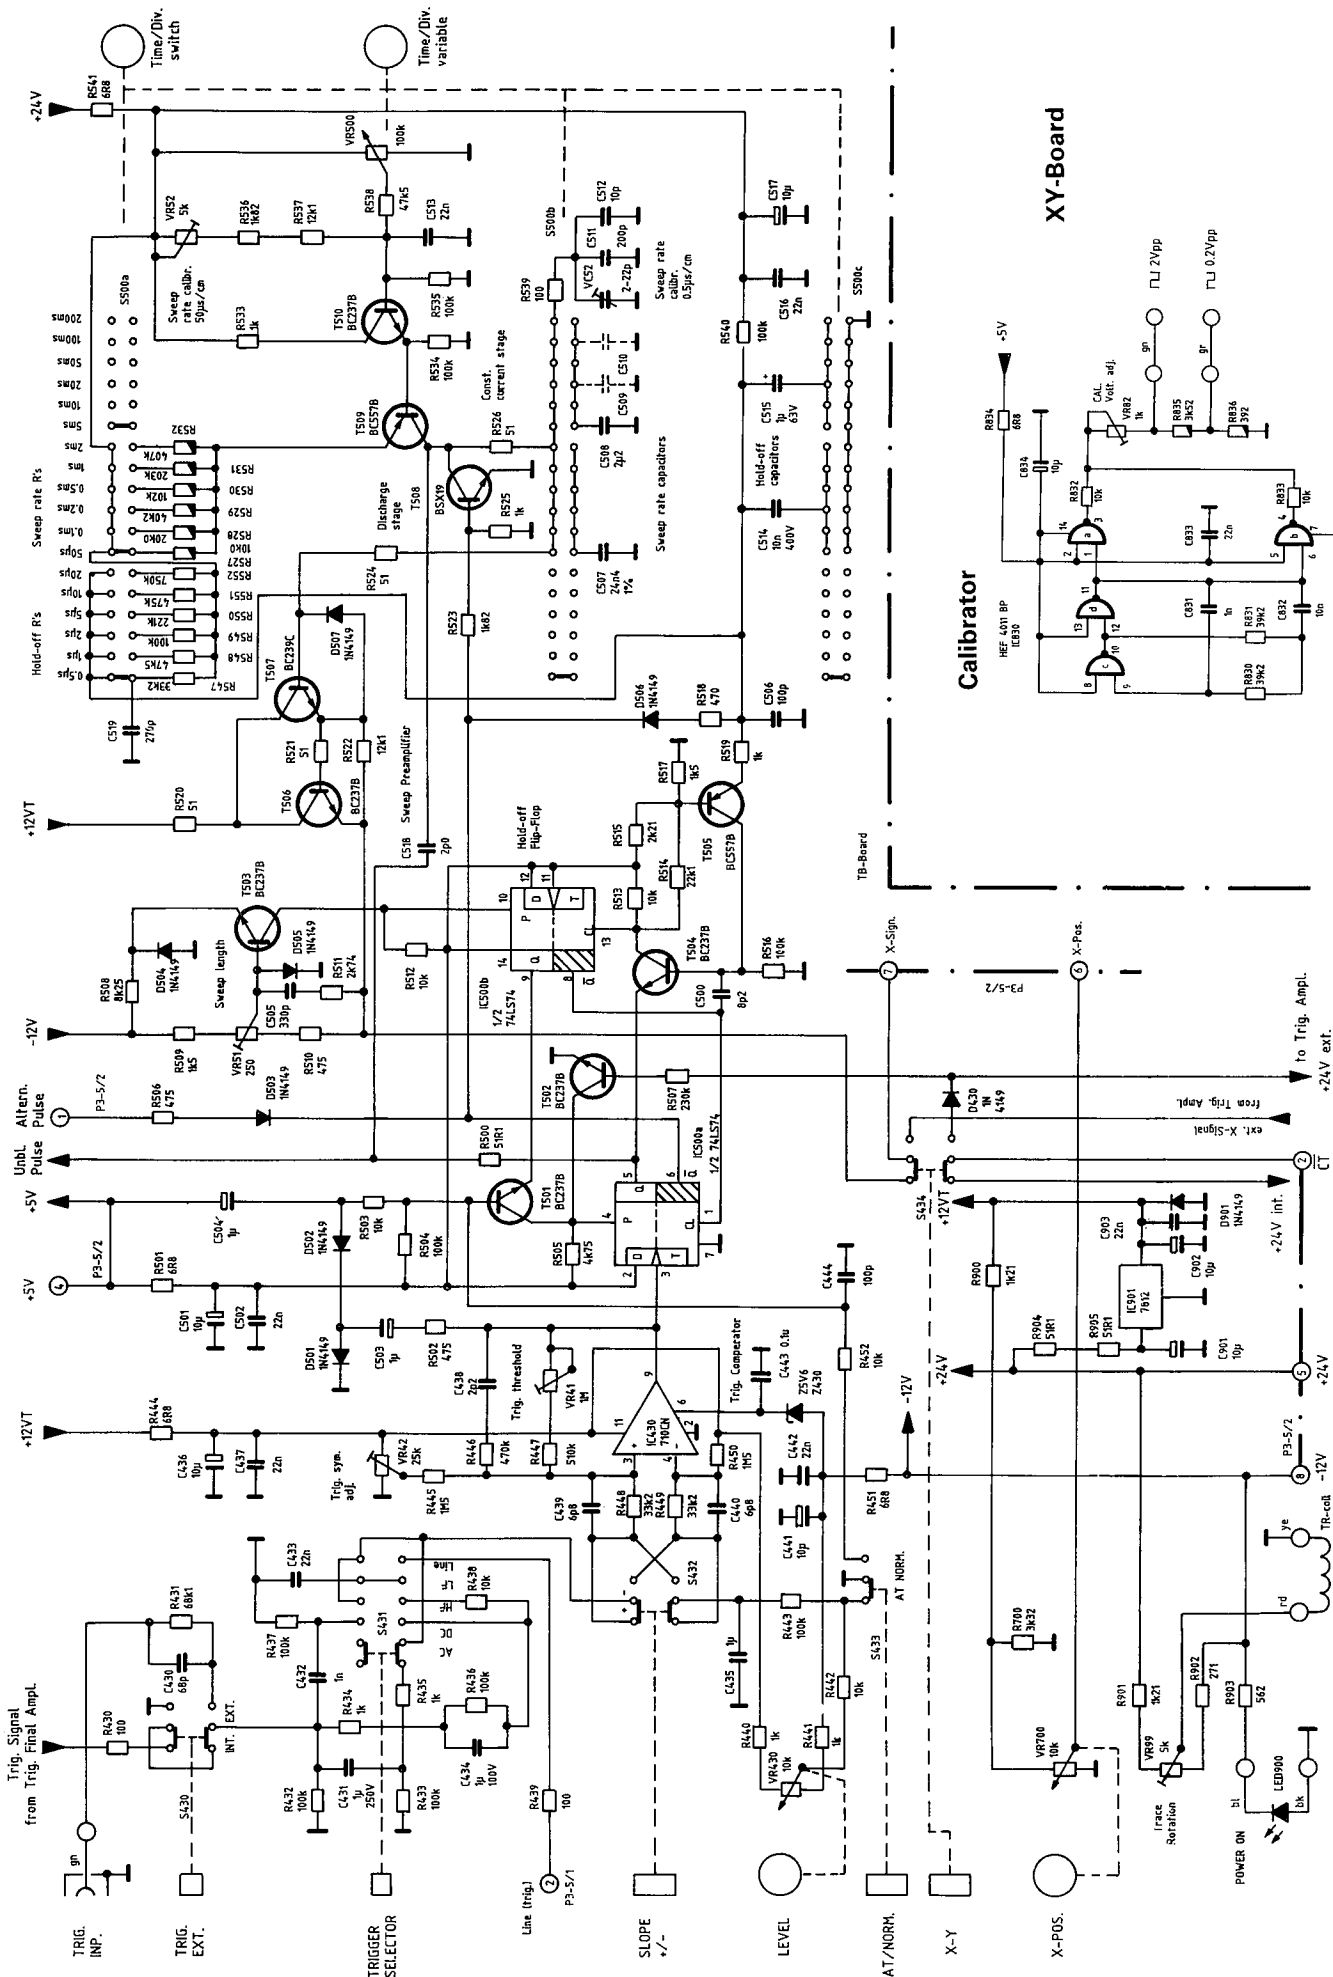 Time/Div.
switch
Time/Div.
variable
+24V
R541
6R8
VR500
100k
VR52
5k
R536
1k82
R537
12k1
R538
47k5
C513
22n
S500a
Sweep
rate calibr.
50µs/cm
R533
1k
T510
BC237B
R535
100k
R534
100k
S500b
R539
100
C512
10p
C511
200p
VC52
2-22p
Sweep rate
calibr.
0.5µs/cm
C517
10µ
C516
22n
S500c
R540
100k
200ms
100ms
50ms
20ms
10ms
5ms
2ms
1ms
0.5ms
0.2ms
0.1ms
50µs
20µs
10µs
5µs
2µs
1µs
0.5µs
Sweep rate R's
Hold-off R's
R532
407k
R531
203k
R530
102k
R529
40k2
R528
20k0
R527
10k0
R552
750k
R551
475k
R550
221k
R549
100k
R548
47k5
R547
33k2
C519
270p
T509
BC557B
Const.
current stage
R526
51
T508
BSX19
Discharge
stage
R525
1k
R524
51
R523
1k82
C510
C509
C508
2p2
C507
24n4
1%
Sweep rate capacitors
C515
1µ
63V
Hold-off
capacitors
C514
10n
400V
T507
BC239C
D507
1N4149
R521
51
R522
12k1
T506
BC237B
Sweep Preamplifier
+12VT
R520
51
C518
2p0
D506
1N4149
R518
470
C506
100p
R519
1k
R517
1k5
T505
BC557B
R515
2k21
R514
22k1
R513
10k
Hold-off
Flip-Flop
TB-Board
T503
BC237B
R508
8k25
D504
1N4149
D505
1N4149
Sweep length
C505
330p
R511
2k74
R512
10k
IC500b
1/2
74LS74
T504
BC237B
R516
100k
C500
8p2
-12V
R509
1k5
VR51
250
R510
475
Altern.
Pulse
1
P3-5/2
R506
475
D503
1N4149
T502
BC237B
R507
230k
Unbl.
Pulse
R500
51R1
IC500a
1/2 74LS74
+5V
C504
1µ
D502
1N4149
R503
10k
R504
100k
T501
BC237B
R505
4k75
+5V
4
P3-5/2
R501
6R8
C501
10µ
C502
22n
D501
1N4149
C503
1µ
R502
475
C438
2p2
Trig. threshold
VR41
1M
C444
100p
R452
10k
Trig. Comperator
C443 0.1µ
Z5V6
Z430
IC430
710CN
+12VT
R444
6R8
C436
10µ
C437
22n
Trig. sym.
adj.
VR42
25k
R445
1M5
R446
470k
R447
510k
C439
6p8
R448
33k2
R449
33k2
C440
6p8
R450
1M5
C442
22n
C441
10p
R451
6R8
-12V
S432
AT NORM.
S433
R443
100k
C435
1µ
R442
10k
R440
1k
R441
1k
VR430
10k
Trig. Signal
from Trig. Final Ampl.
R430
100
C430
68p
R431
68k1
S430
INT. EXT.
R437
100k
C433
22n
C432
1n
S431
AC
DC
HF
LF
Line
R438
10k
R434
1k
R435
1k
R436
100k
C434
1µ
100V
R432
100k
C431
1µ
250V
R433
100k
R439
100
Line (trig.)
2
P3-5/1
gn
TRIG.
INP.
TRIG.
EXT.
TRIGGER
SELECTOR
SLOPE
+/-
LEVEL
AT/NORM.
X-Y
X-POS.
7
X-Sign.
6
X-Pos.
P3-5/2
D430
1N
4149
to Trig. Ampl.
+24V ext.
from Trig. Ampl.
ext. X-Signal
S434
2
CT
+12VT
+24V int.
C903
22n
D901
1N4149
C902
10µ
IC901
7812
C901
10µ
R900
1k21
R904
51R1
R905
51R1
+24V
5
+24V
P3-5/2
8
-12V
R700
3k32
VR700
10k
R901
1k21
VR99
5k
Trace
Rotation
R902
271
R903
562
rd
ye
TR-coil
bl
bk
LED900
POWER ON
XY-Board
Calibrator
HEF 4011 BP
IC830
+5V
R834
6R8
C834
10µ
CAL.
Volt. adj.
VR82
1k
R832
10k
R833
10k
C833
22n
C831
1n
R831
39k2
C832
10n
R830
39k2
R835
3k52
R836
392
gn
gr
2Vpp
0.2Vpp